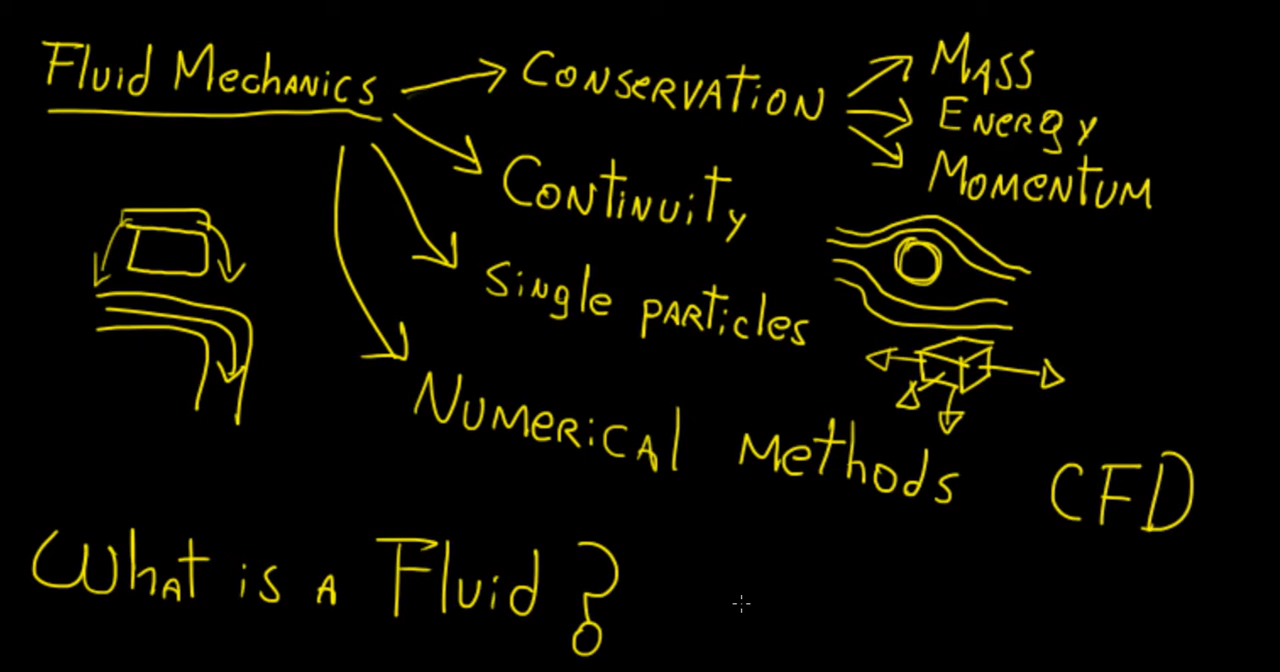 Fluid Mechanics
Conservation
Mass
Energy
Momentum
Continuity
Single particles
Numerical methods CFD
What is a Fluid?